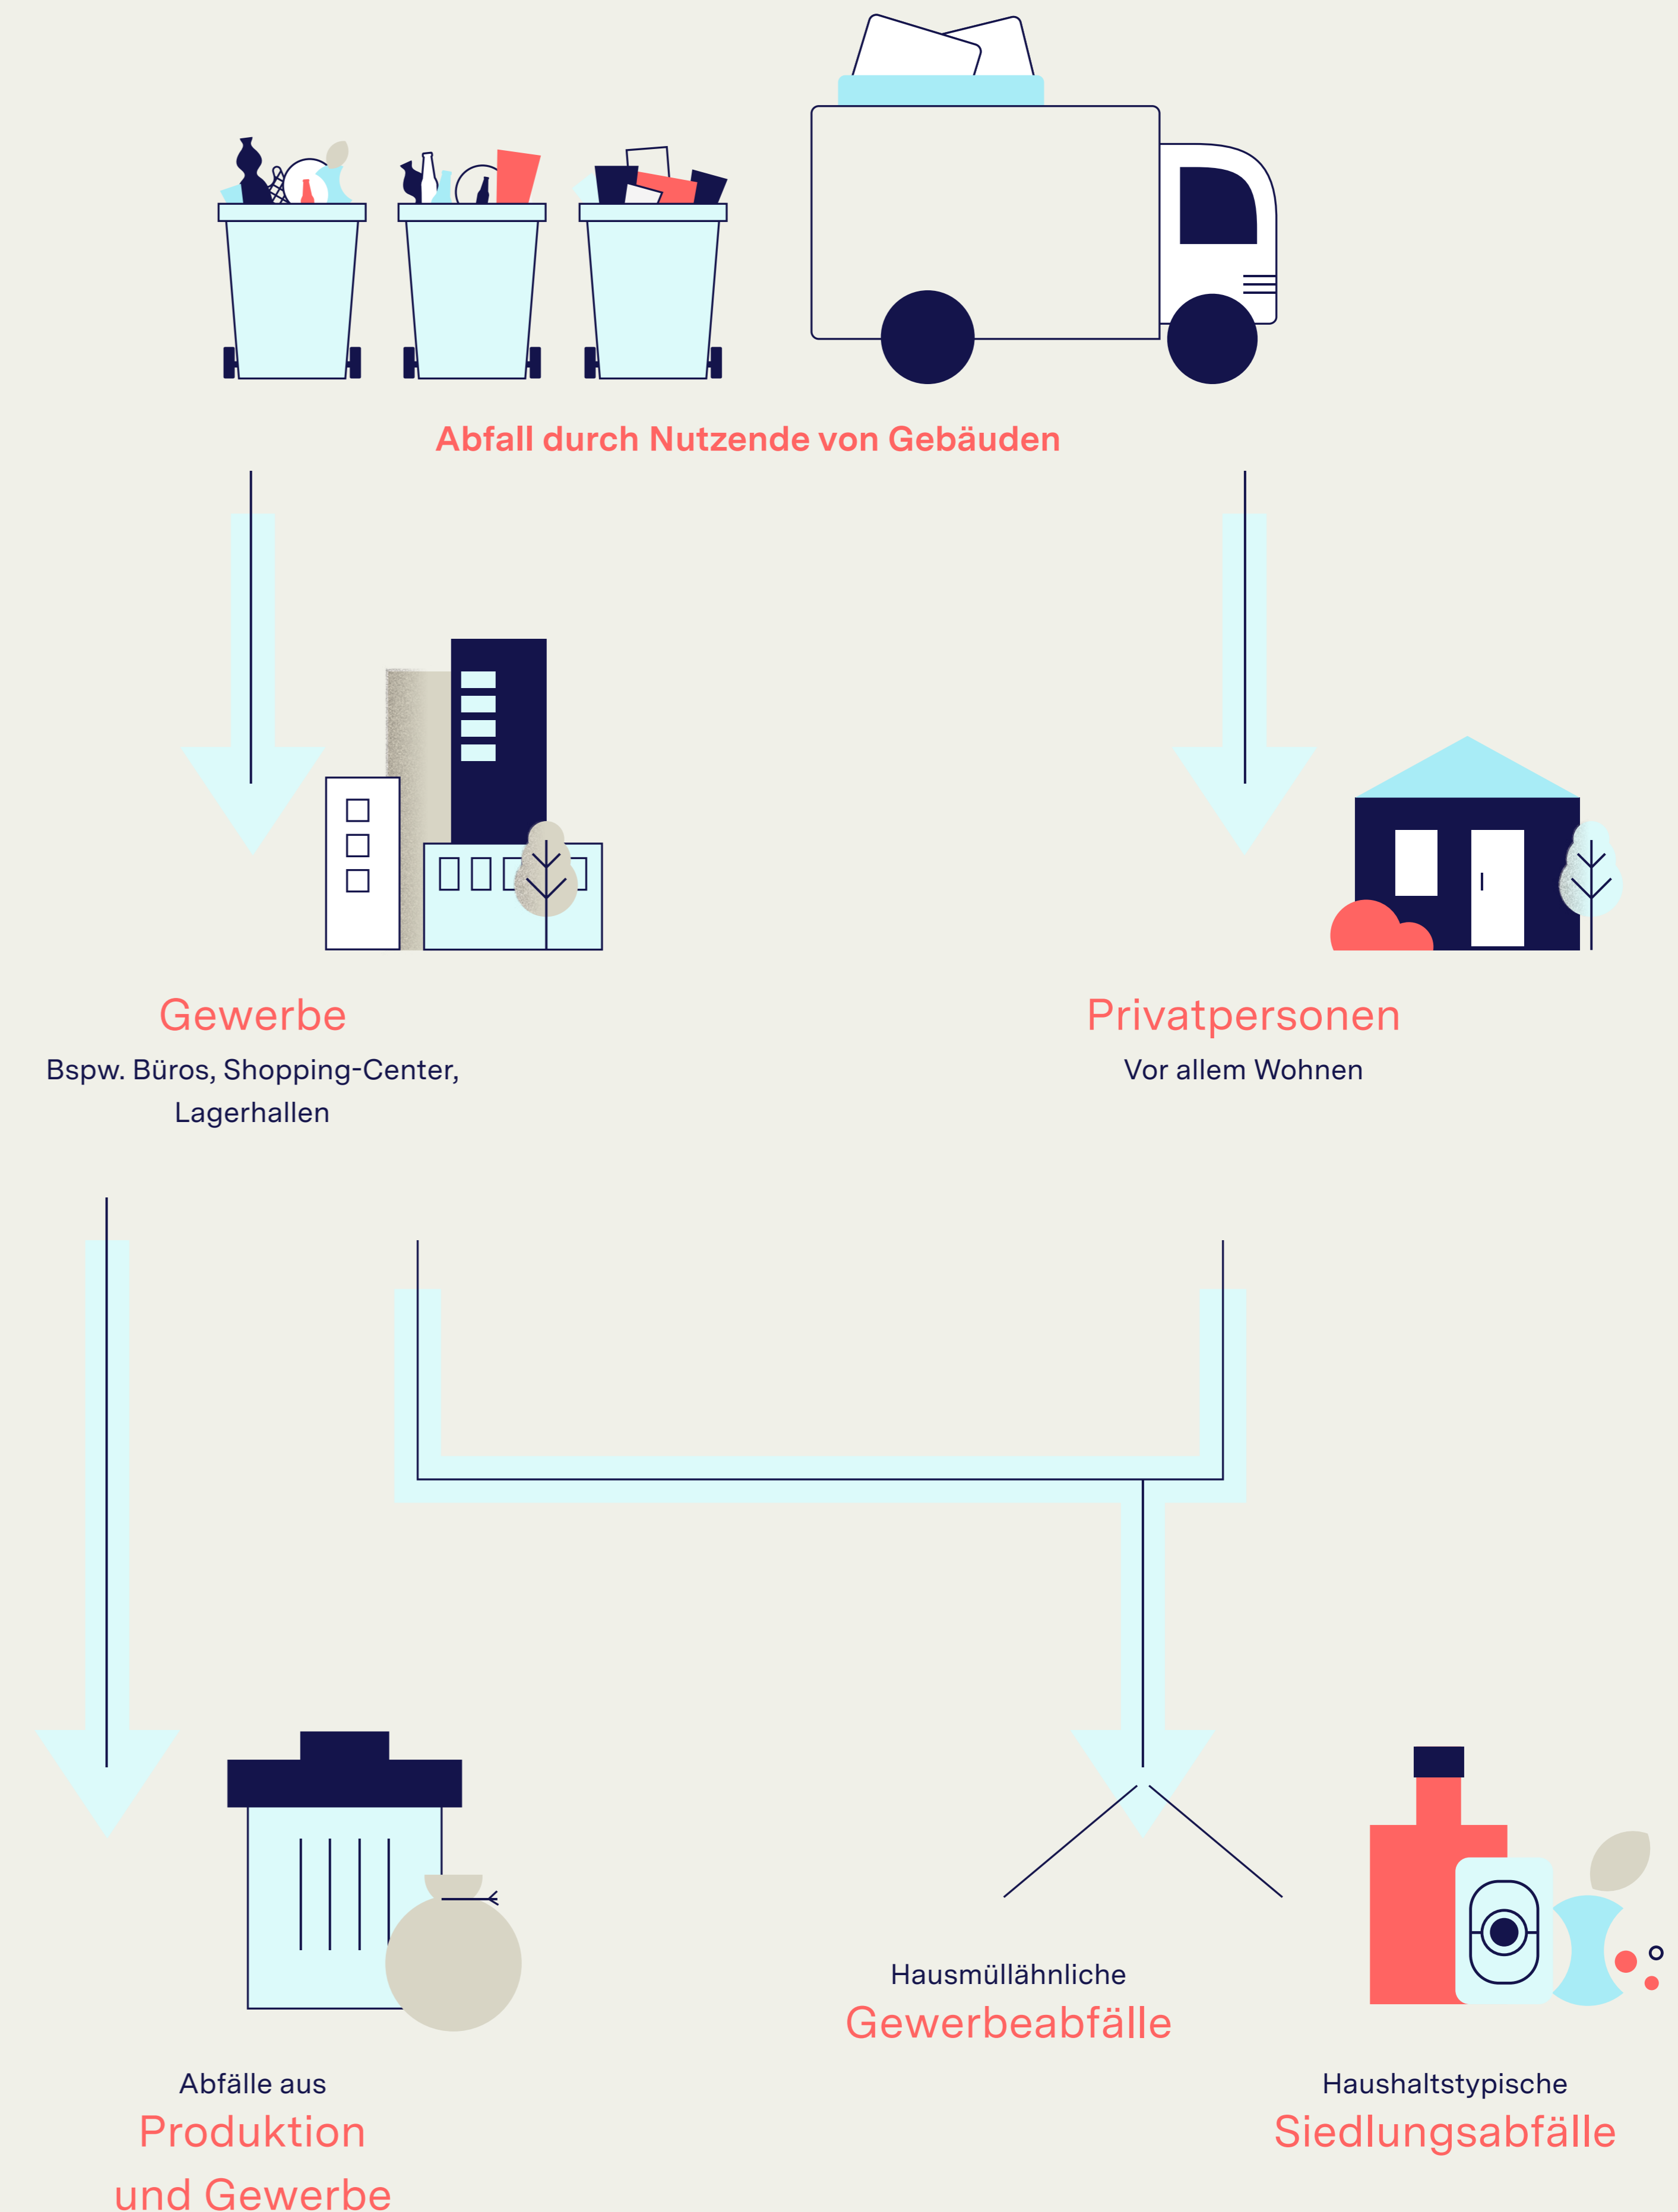 Abfall durch Nutzende von Gebäuden
Gewerbe
Bspw. Büros, Shopping-Center,
Lagerhallen
Privatpersonen
Vor allem Wohnen
Hausmüllähnliche
Gewerbeabfälle
Abfälle aus
Produktion
und Gewerbe
Haushaltstypische
Siedlungsabfälle